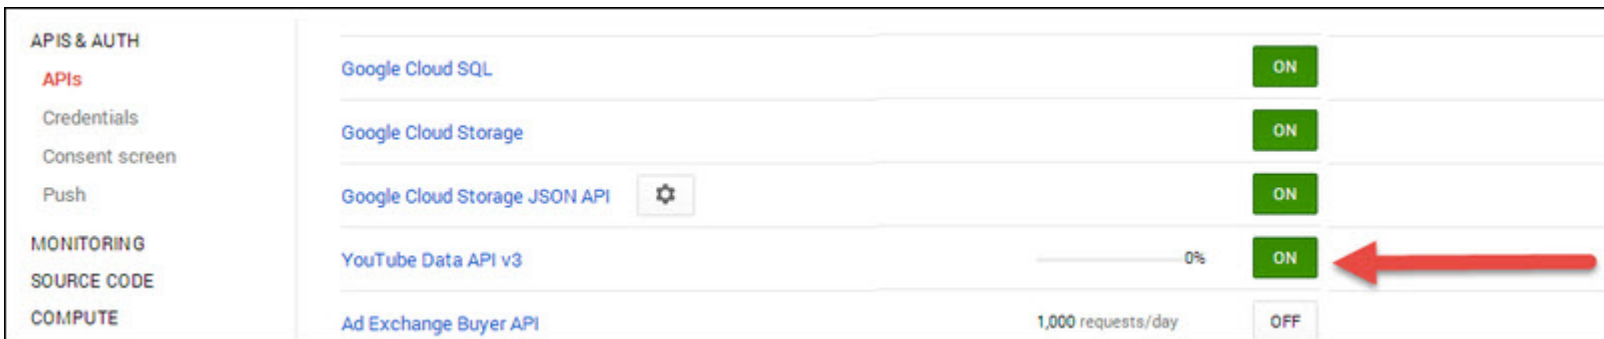 APIS & AUTH
APIs
Credentials
Consent screen
Push
MONITORING
SOURCE CODE
COMPUTE
Google Cloud SQL ON
Google Cloud Storage ON
Google Cloud Storage JSON API ON
YouTube Data API v3 0% ON
Ad Exchange Buyer API 1,000 requests/day OFF